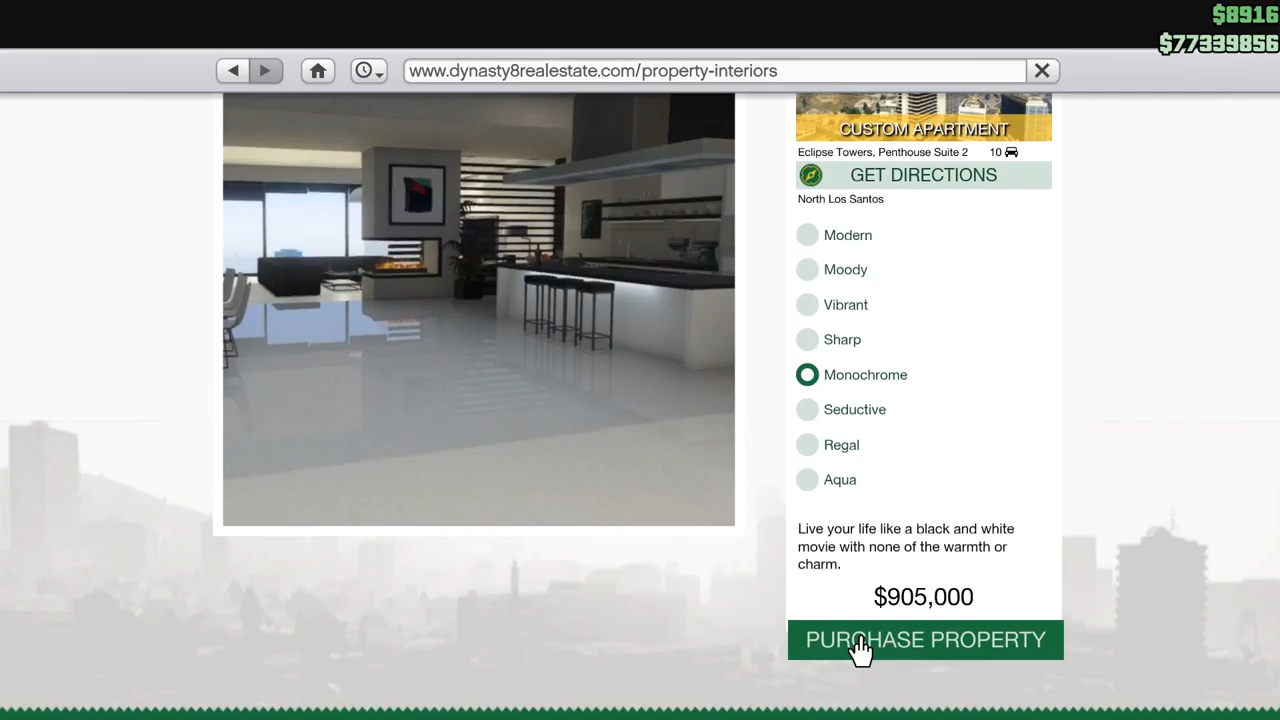 $8916
$77339856
www.dynasty8realestate.com/property-interiors
CUSTOM APARTMENT
Eclipse Towers, Penthouse Suite 2 10
GET DIRECTIONS
North Los Santos
Modern
Moody
Vibrant
Sharp
Monochrome
Seductive
Regal
Aqua
Live your life like a black and white
movie with none of the warmth or
charm.
$905,000
PURCHASE PROPERTY